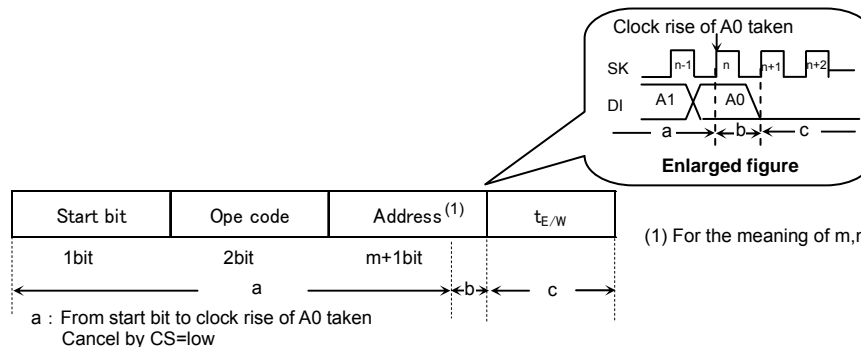 Clock rise of A0 taken
SK n-1 n n+1 n+2
DI A1 A0
a b c
Enlarged figure
Start bit Ope code Address(1) tE/W
1bit 2bit m+1bit
(1) For the meaning of m,n
a b c
a : From start bit to clock rise of A0 taken
Cancel by CS=low